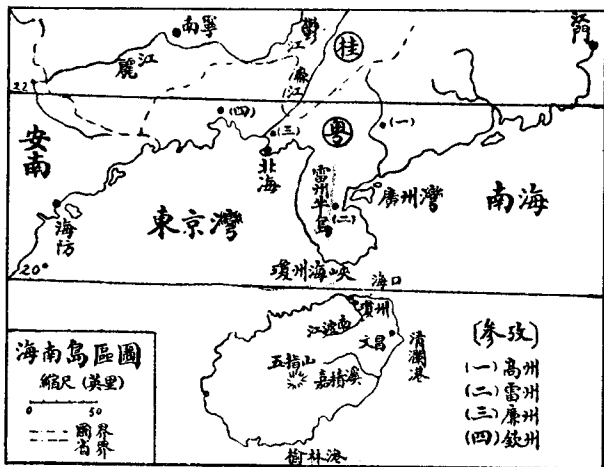 南寧
鬱江
桂
江門
麗江
廉江
22
(四)
(三)
(一)
粵
安南
北海
雷州半島
廣州灣
南海
(二)
海防
東京灣
20°
瓊州海峽
海口
瓊州
文昌
清瀾港
五指山
嘉積溪
榆林港
海南島區圖
縮尺(英里)
0 50
國界
省界
〔參攷〕
(一)高州
(二)雷州
(三)廉州
(四)欽州